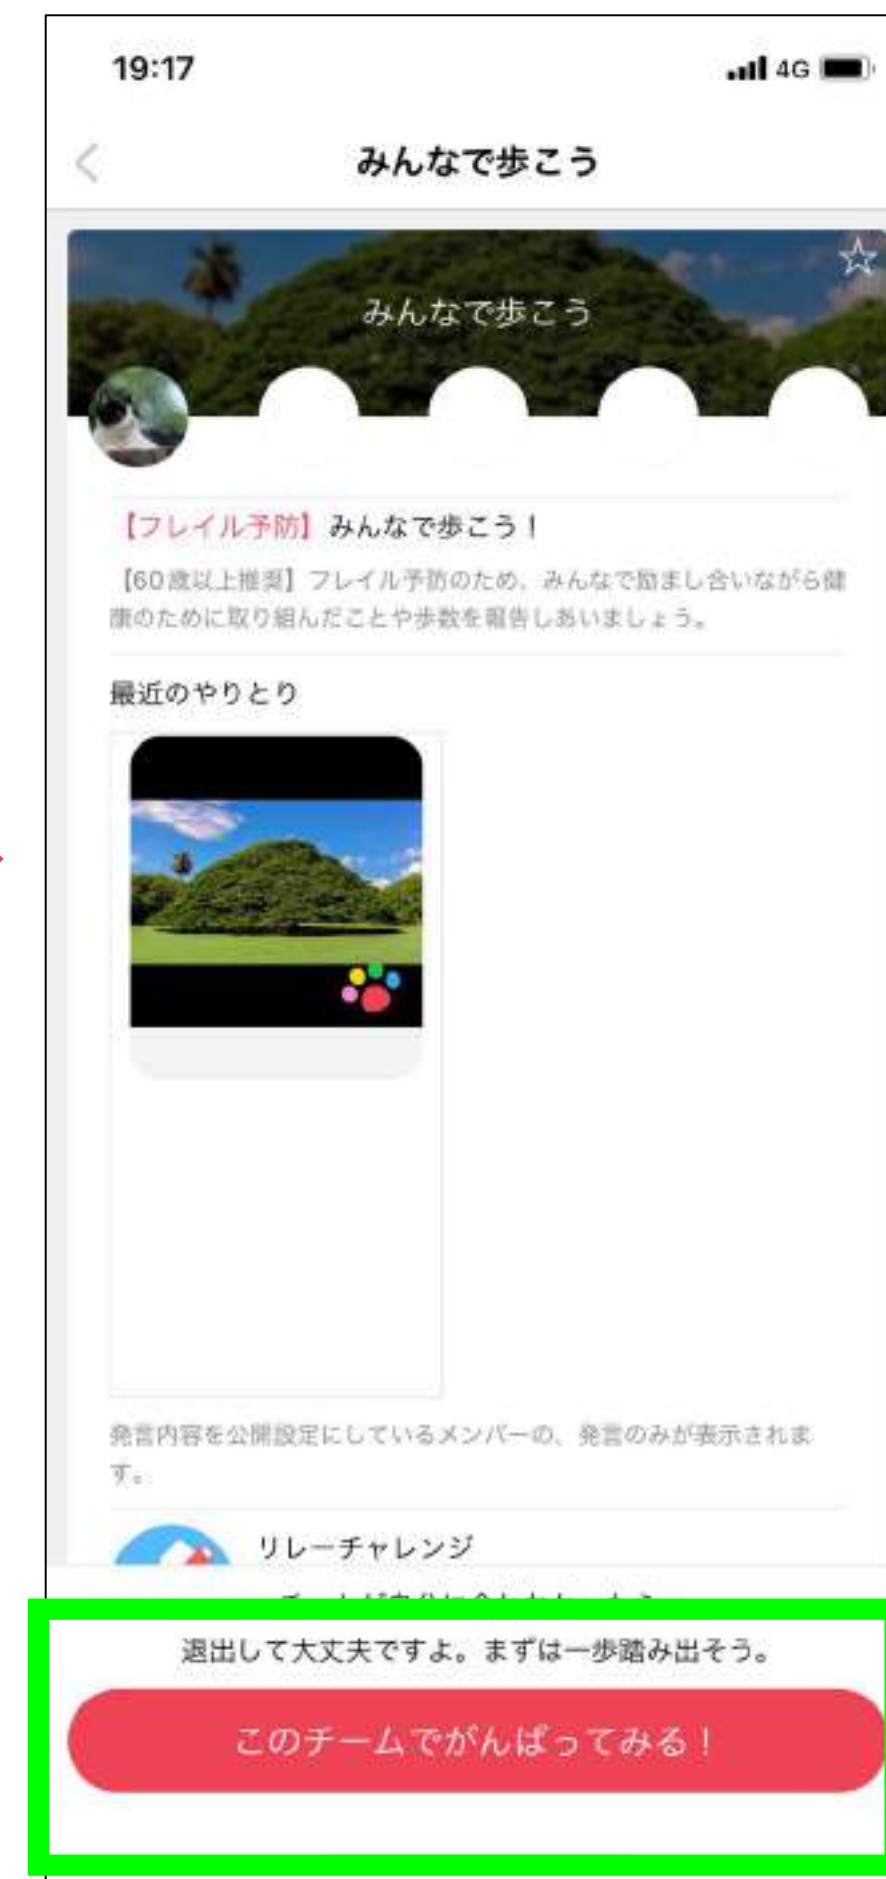 19:17
4G
みんなで歩こう
みんなで歩こう
【フレイル予防】みんなで歩こう！
【60歳以上推奨】フレイル予防のため、みんなで励まし合いながら健
康のために取り組んだことや歩数を報告しあいましょう。
最近のやりとり
発言内容を公開設定にしているメンバーの、発言のみが表示されま
す。
リレーチャレンジ
退出して大丈夫ですよ。まずは一歩踏み出そう。
このチームでがんばってみる！